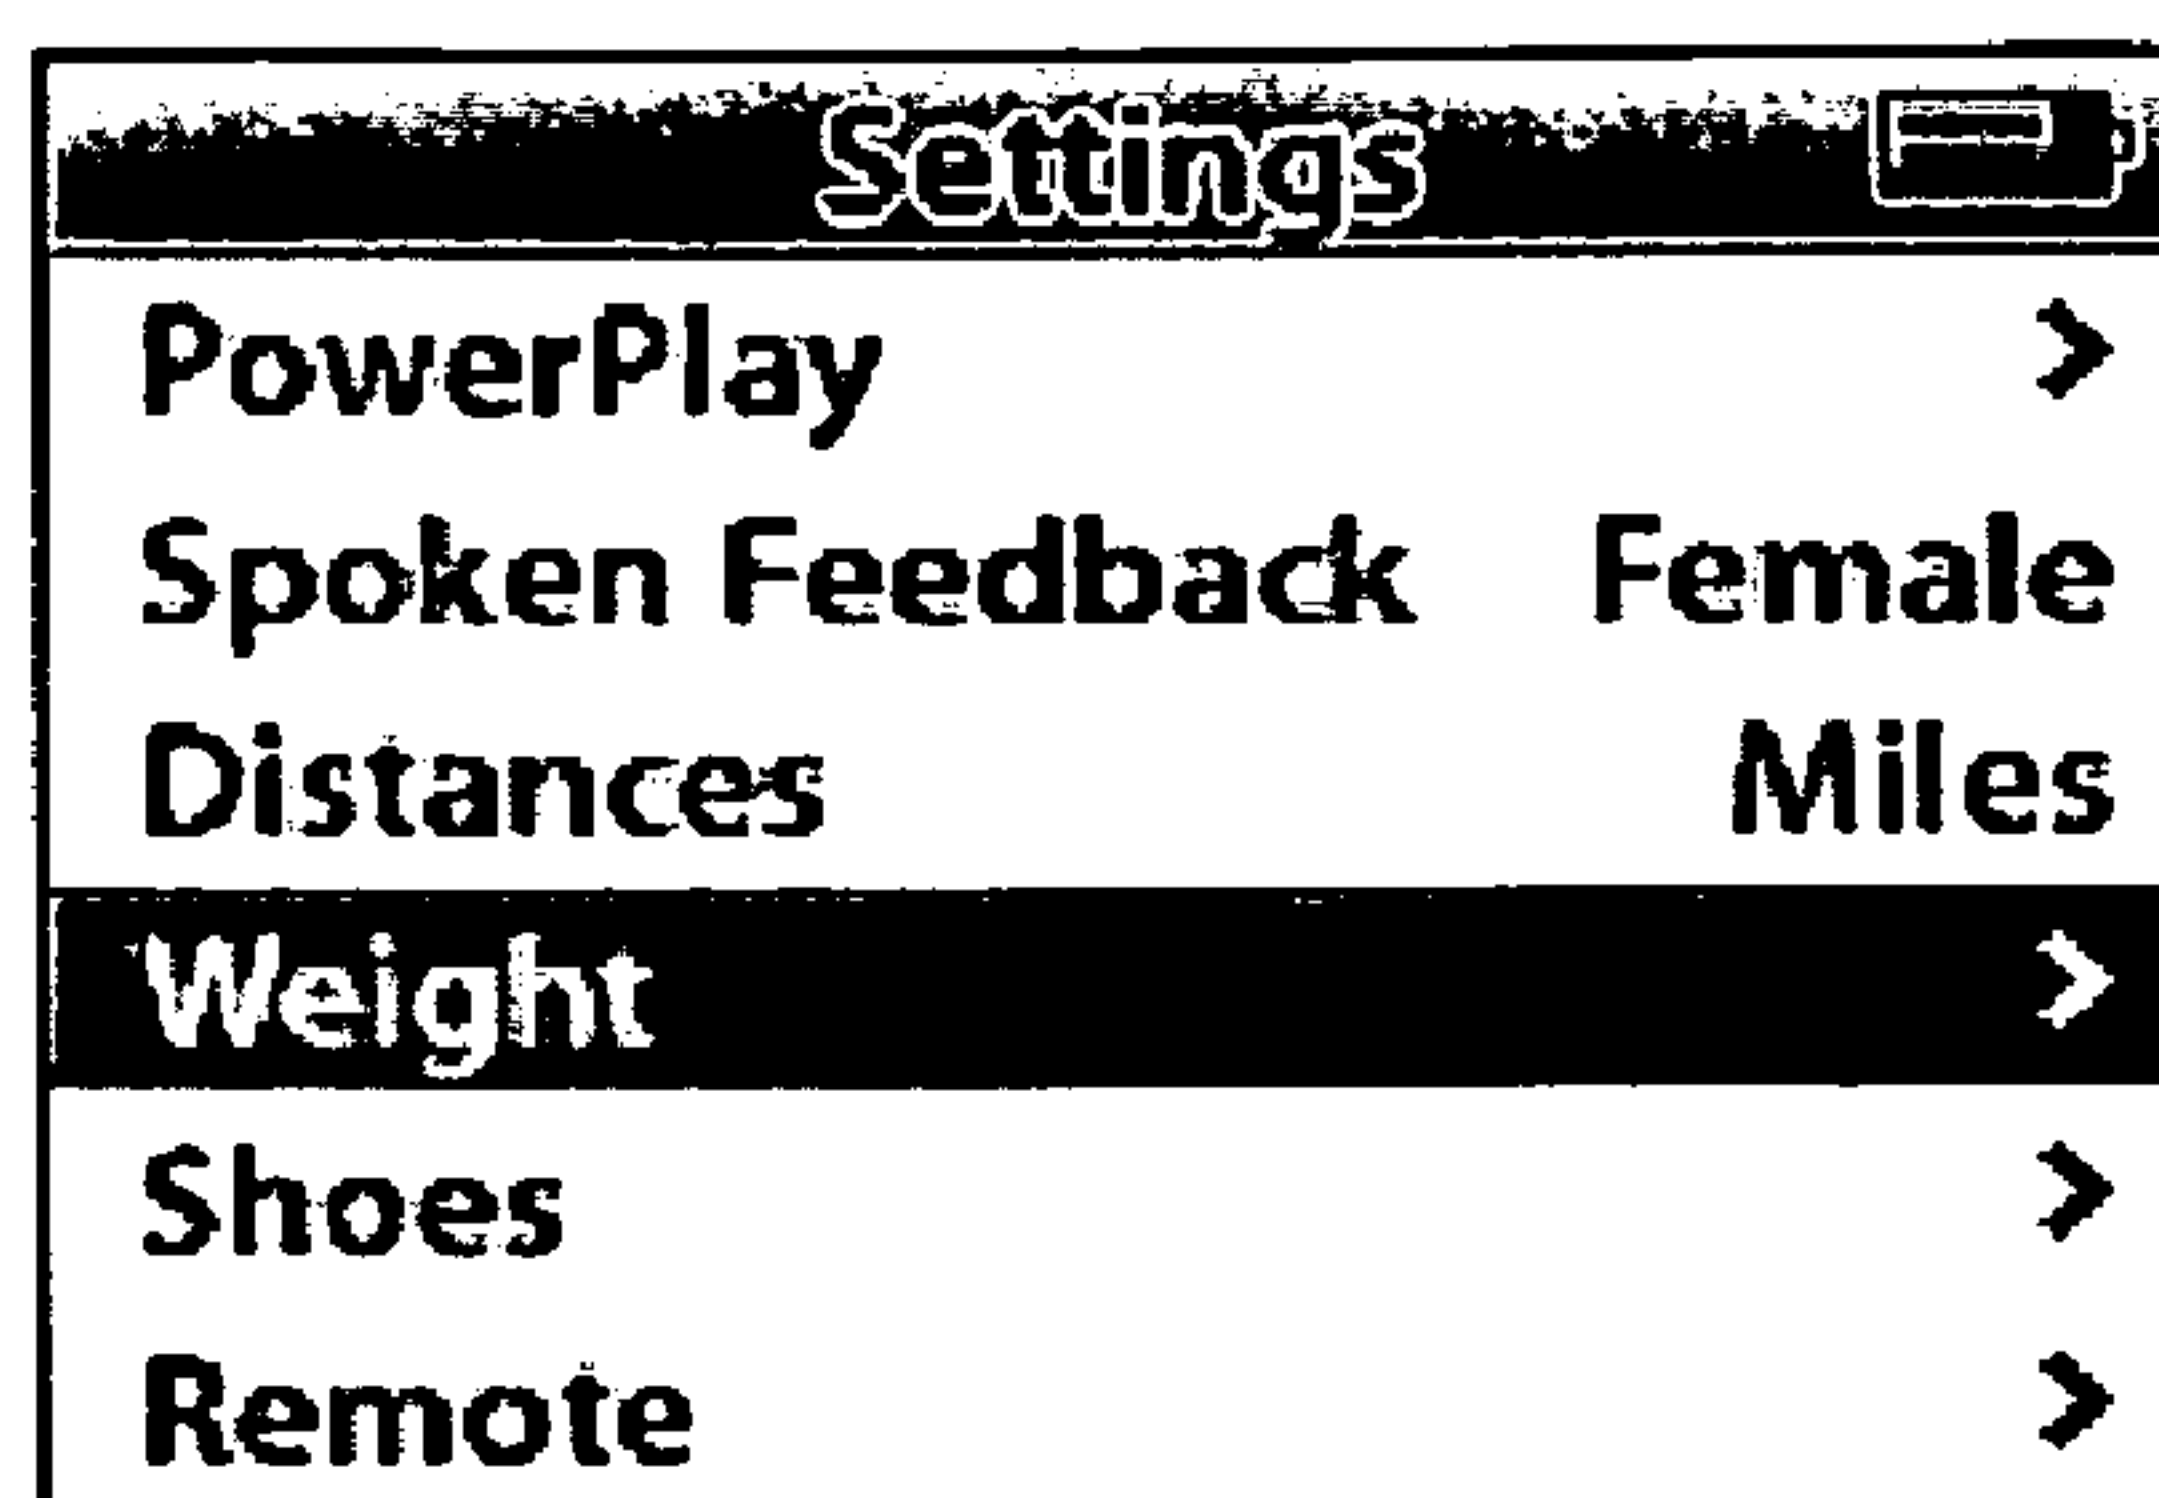 Settings
PowerPlay >
Spoken Feedback Female
Distances Miles
Weight >
Shoes >
Remote >